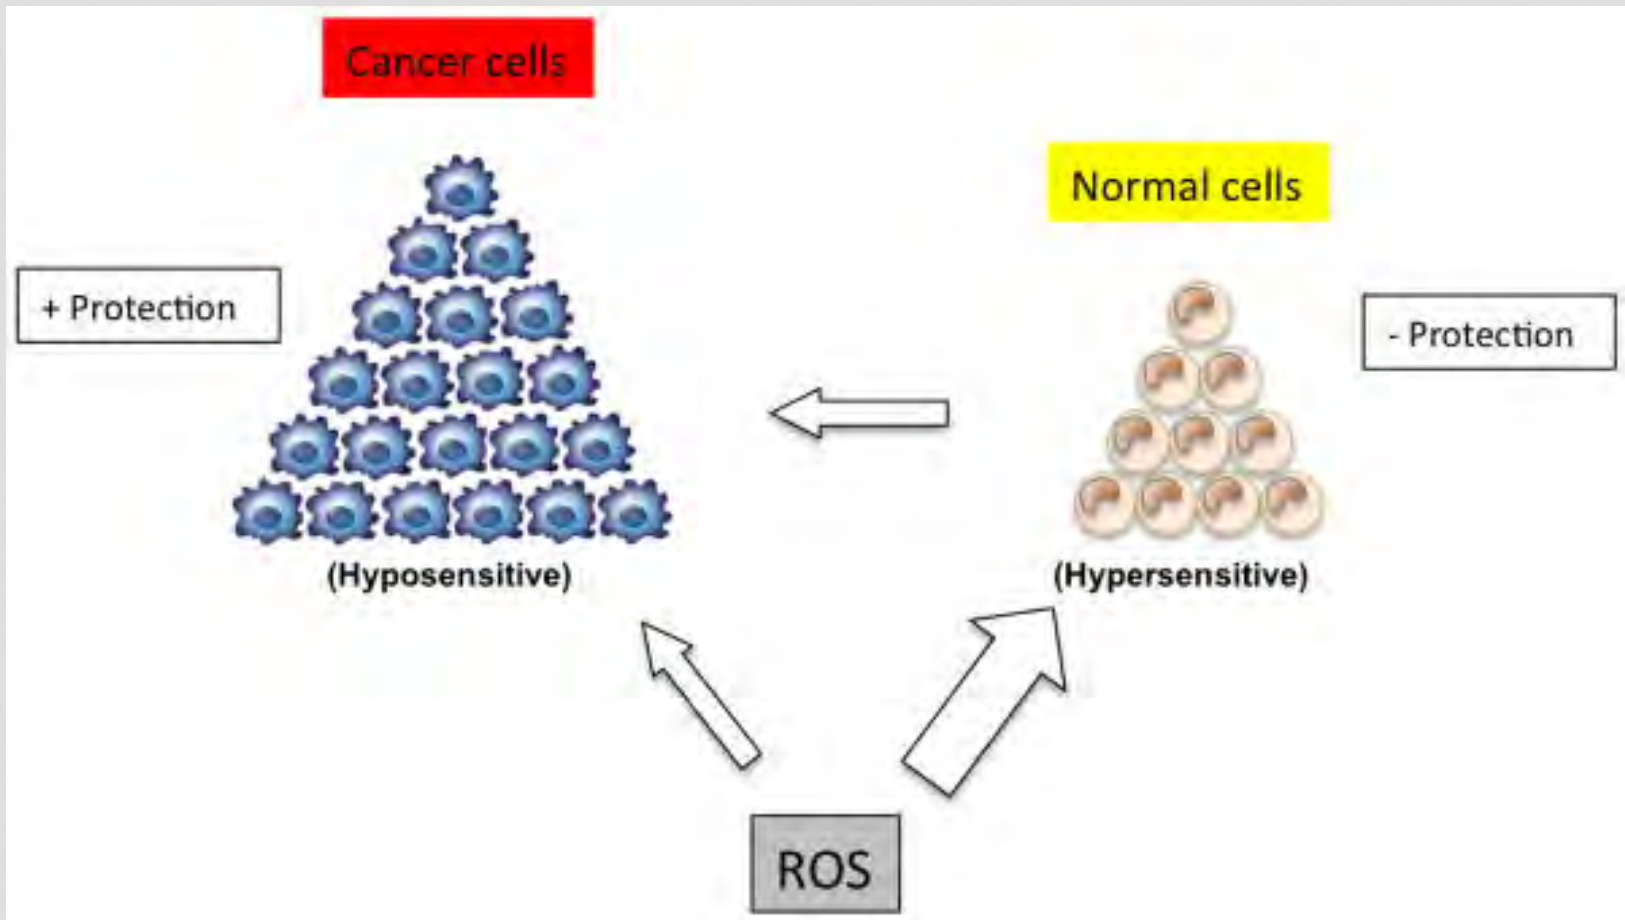 Cancer cells
Normal cells
+ Protection
- Protection
(Hyposensitive)
(Hypersensitive)
ROS